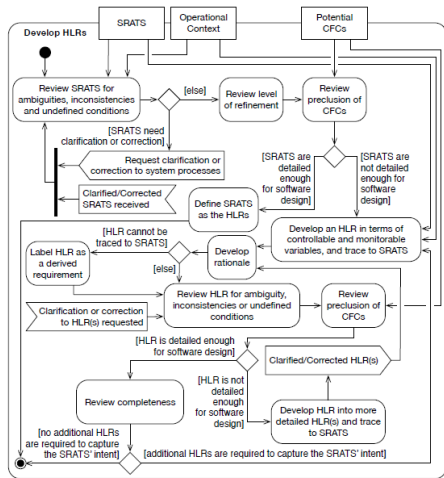 Develop HLRs
SRATS
Operational
Context
Potential
CFCs
Review SRATS for
ambiguities, inconsistencies
and undefined conditions
[else]
Review level
of refinement
Review
preclusion of
CFCs
[SRATS need
clarification or correction]
Request clarification or
correction to system processes
Clarified/Corrected
SRATS received
[SRATS are
detailed
enough
for software
design]
[SRATS are
not detailed
enough for
software
design]
Define SRATS
as the HLRs
Develop an HLR in terms of
controllable and monitorable
variables, and trace to SRATS
[HLR cannot be
traced to SRATS]
Label HLR as
a derived
requirement
[else]
Develop
rationale
Clarification or correction
to HLR(s) requested
Review HLR for ambiguity,
inconsistencies or undefined
conditions
Review
preclusion of
CFCs
[HLR is detailed enough
for software design]
Clarified/Corrected HLR(s)
[HLR is not
detailed
enough
for software
design]
Review completeness
Develop HLR into more
detailed HLR(s) and trace
to SRATS
[no additional HLRs
are required to capture
the SRATS' intent]
[additional HLRs are required to capture the SRATS' intent]